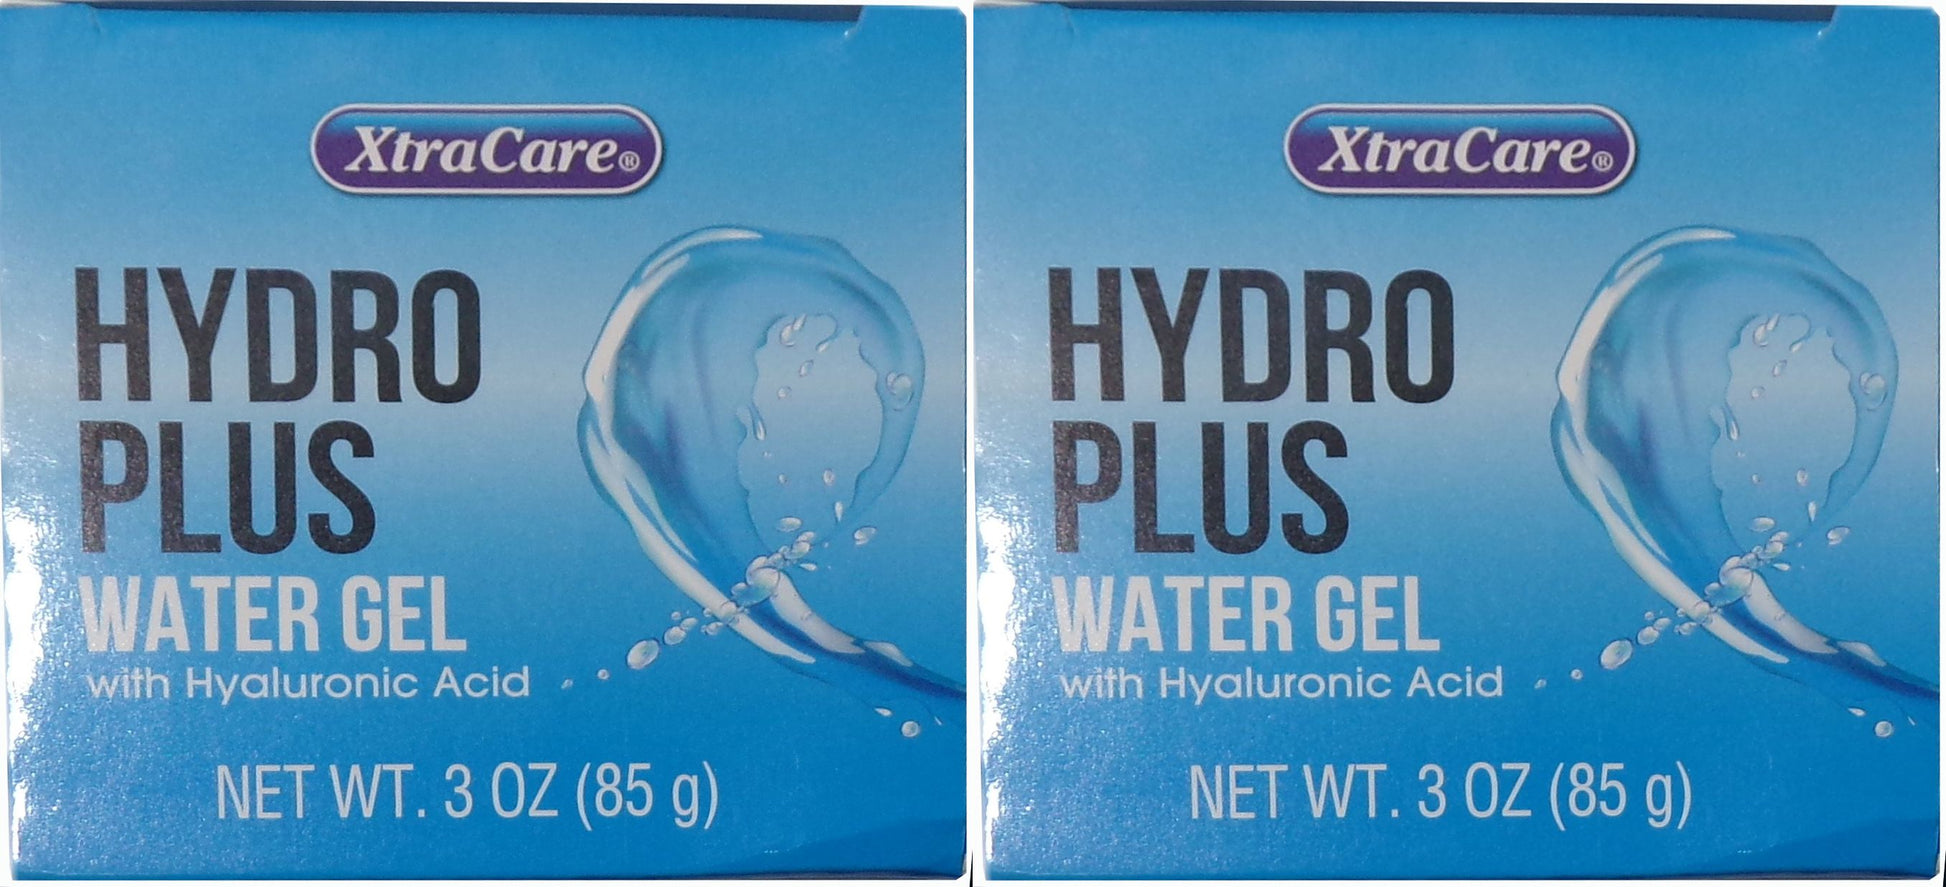 XtraCare®
HYDRO
PLUS
WATER GEL
with Hyaluronic Acid
NET WT. 3 OZ (85 g)
XtraCare®
HYDRO
PLUS
WATER GEL
with Hyaluronic Acid
NET WT. 3 OZ (85 g)